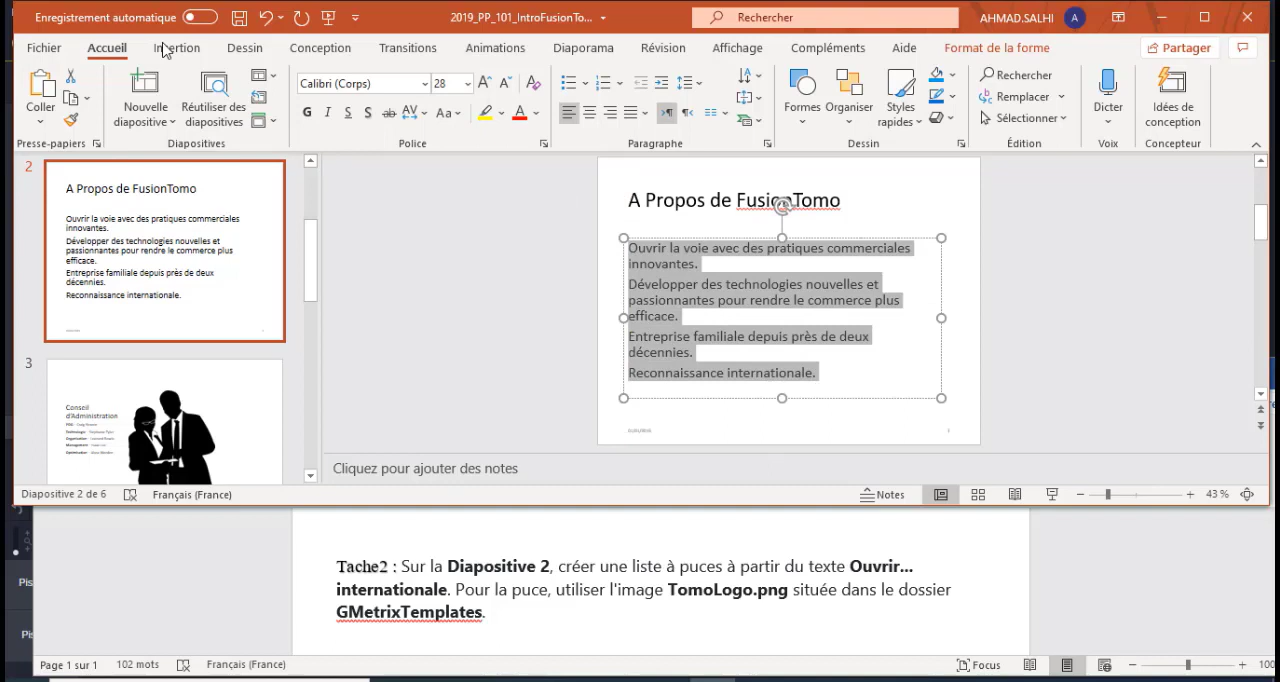 Enregistrement automatique
2019_PP_101_IntroFusionTo...
Rechercher
AHMAD.SALHI
A
Fichier Accueil Insertion Dessin Conception Transitions Animations Diaporama Révision Affichage Compléments Aide Format de la forme
Partager
Coller
Nouvelle diapositive
Réutiliser des diapositives
Calibri (Corps) 28
G I S S ab AV Aa A
Formes Organiser Styles rapides
Rechercher
Remplacer
Sélectionner
Dicter
Idées de conception
Presse-papiers Diapositives Police Paragraphe Dessin Édition Voix Concepteur
2
A Propos de FusionTomo
Ouvrir la voie avec des pratiques commerciales
innovantes.
Développer des technologies nouvelles et
passionnantes pour rendre le commerce plus
efficace.
Entreprise familiale depuis près de deux
décennies.
Reconnaissance internationale.
3
Conseil
d'Administration
A Propos de FusionTomo
Ouvrir la voie avec des pratiques commerciales
innovantes.
Développer des technologies nouvelles et
passionnantes pour rendre le commerce plus
efficace.
Entreprise familiale depuis près de deux
décennies.
Reconnaissance internationale.
Cliquez pour ajouter des notes
Diapositive 2 de 6 Français (France) Notes 43 %
Tache2 : Sur la Diapositive 2, créer une liste à puces à partir du texte Ouvrir...
internationale. Pour la puce, utiliser l'image TomoLogo.png située dans le dossier
GMetrixTemplates.
Pis
Pis
Page 1 sur 1 102 mots Français (France) Focus 100